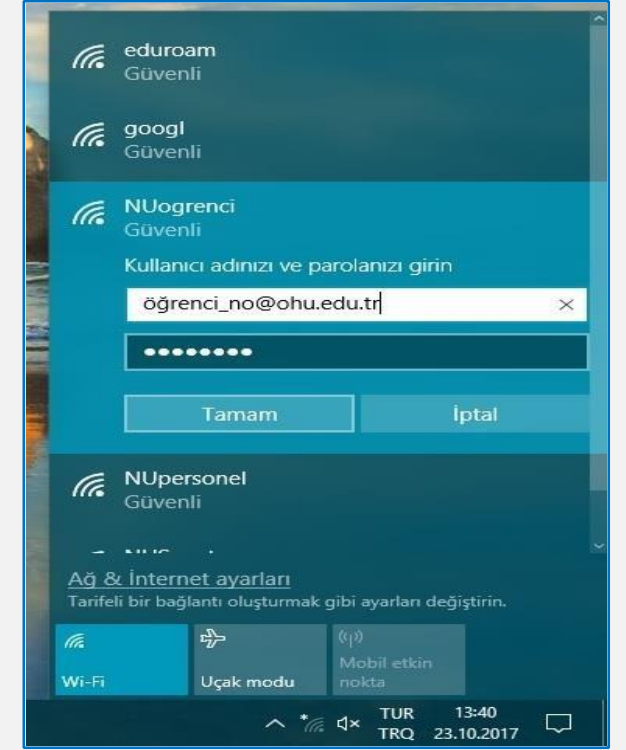 eduroam
Güvenli
googl
Güvenli
NUogrenci
Güvenli
Kullanıcı adınızı ve parolanızı girin
öğrenci_no@ohu.edu.tr
Tamam
İptal
NUpersonel
Güvenli
Ağ & İnternet ayarları
Tarifeli bir bağlantı oluşturmak gibi ayarları değiştirin.
Wi-Fi
Uçak modu
Mobil etkin
nokta
TUR 13:40
TRQ 23.10.2017